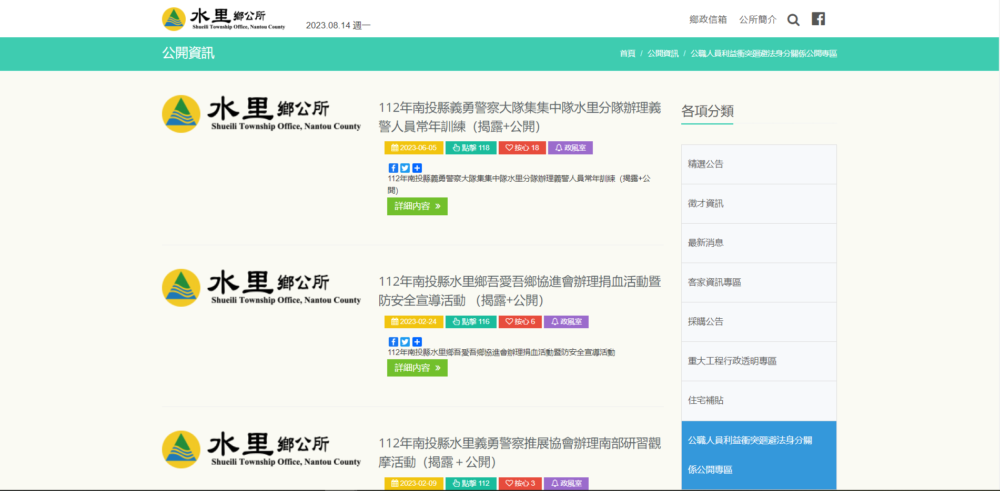 水里鄉公所
Shueili Township Office, Nantou County
2023.08.14 週一
鄉政信箱
公所簡介
公開資訊
首頁 / 公開資訊 / 公職人員利益衝突迴避法身分關係公開專區
水里鄉公所
Shueili Township Office, Nantou County
112年南投縣義勇警察大隊集集中隊水里分隊辦理義
警人員常年訓練（揭露+公開）
2023-06-05 點擊 118 按心 18 政風室
112年南投縣義勇警察大隊集集中隊水里分隊辦理義警人員常年訓練（揭露+公
開）
詳細內容 »
水里鄉公所
Shueili Township Office, Nantou County
112年南投縣水里鄉吾愛吾鄉協進會辦理捐血活動暨
防安全宣導活動 （揭露+公開）
2023-02-24 點擊 116 按心 6 政風室
112年南投縣水里鄉吾愛吾鄉協進會辦理捐血活動暨防安全宣導活動
詳細內容 »
水里鄉公所
Shueili Township Office, Nantou County
112年南投縣水里義勇警察推展協會辦理南部研習觀
摩活動（揭露＋公開）
2023-02-09 點擊 112 按心 3 政風室
各項分類
精選公告
徵才資訊
最新消息
客家資訊專區
採購公告
重大工程行政透明專區
住宅補貼
公職人員利益衝突迴避法身分關
係公開專區